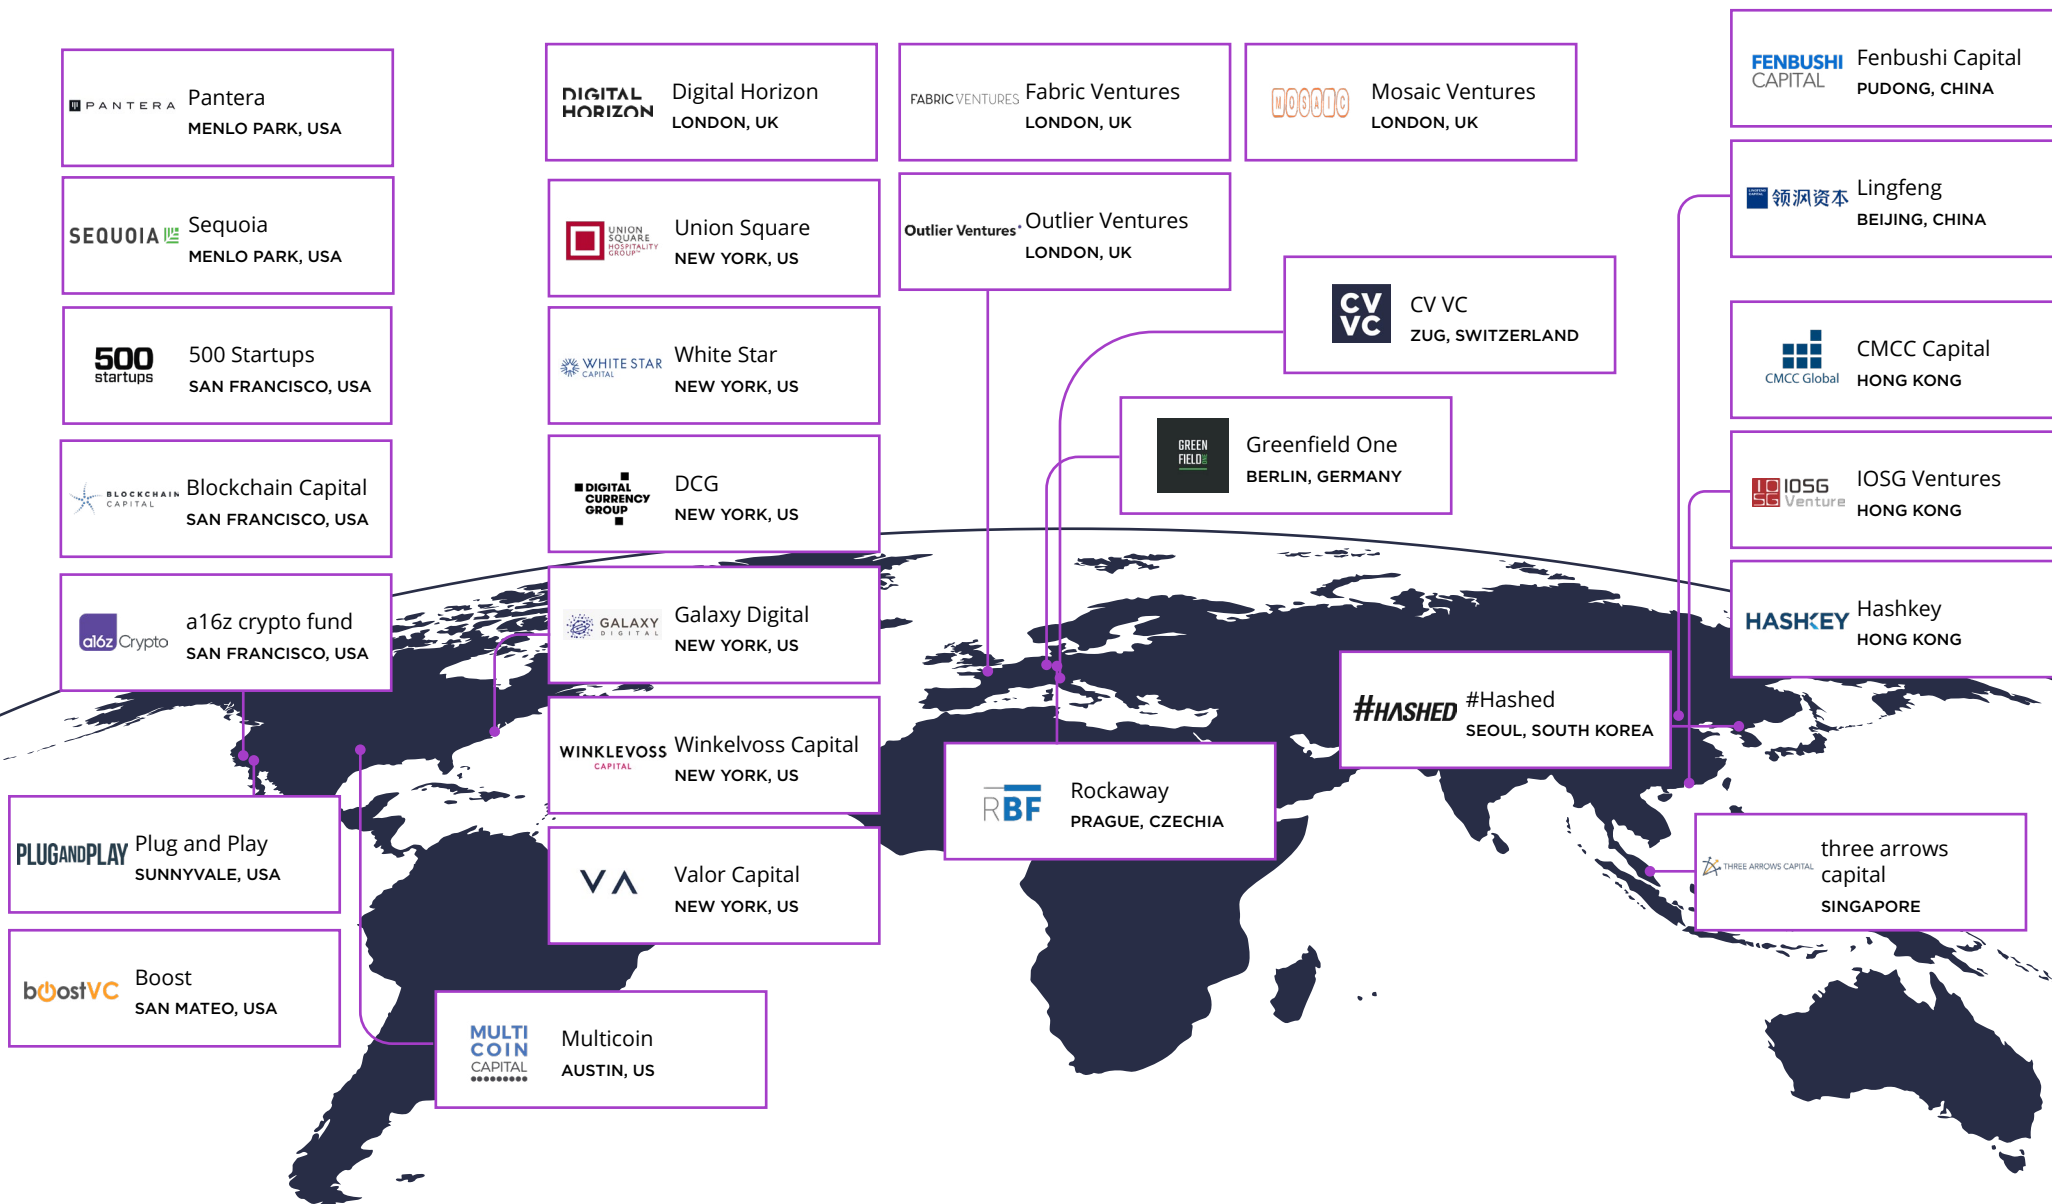 PANTERA
Pantera
MENLO PARK, USA
SEQUOIA
Sequoia
MENLO PARK, USA
500
startups
500 Startups
SAN FRANCISCO, USA
BLOCKCHAIN
CAPITAL
Blockchain Capital
SAN FRANCISCO, USA
a16z Crypto
a16z crypto fund
SAN FRANCISCO, USA
PLUGANDPLAY
Plug and Play
SUNNYVALE, USA
boostVC
Boost
SAN MATEO, USA
DIGITAL
HORIZON
Digital Horizon
LONDON, UK
UNION
SQUARE
HOSPITALITY
GROUP
Union Square
NEW YORK, US
WHITE STAR
CAPITAL
White Star
NEW YORK, US
DIGITAL
CURRENCY
GROUP
DCG
NEW YORK, US
GALAXY
DIGITAL
Galaxy Digital
NEW YORK, US
WINKLEVOSS
CAPITAL
Winkelvoss Capital
NEW YORK, US
VA
Valor Capital
NEW YORK, US
MULTI
COIN
CAPITAL
Multicoin
AUSTIN, US
FABRIC VENTURES
Fabric Ventures
LONDON, UK
Outlier Ventures
Outlier Ventures
LONDON, UK
MOSAIC
Mosaic Ventures
LONDON, UK
CV
VC
CV VC
ZUG, SWITZERLAND
GREEN
FIELD ONE
Greenfield One
BERLIN, GERMANY
RBF
Rockaway
PRAGUE, CZECHIA
#HASHED
#Hashed
SEOUL, SOUTH KOREA
FENBUSHI
CAPITAL
Fenbushi Capital
PUDONG, CHINA
领沨资本
Lingfeng
BEIJING, CHINA
CMCC Global
CMCC Capital
HONG KONG
IOSG
Venture
IOSG Ventures
HONG KONG
HASHKEY
Hashkey
HONG KONG
THREE ARROWS CAPITAL
three arrows
capital
SINGAPORE